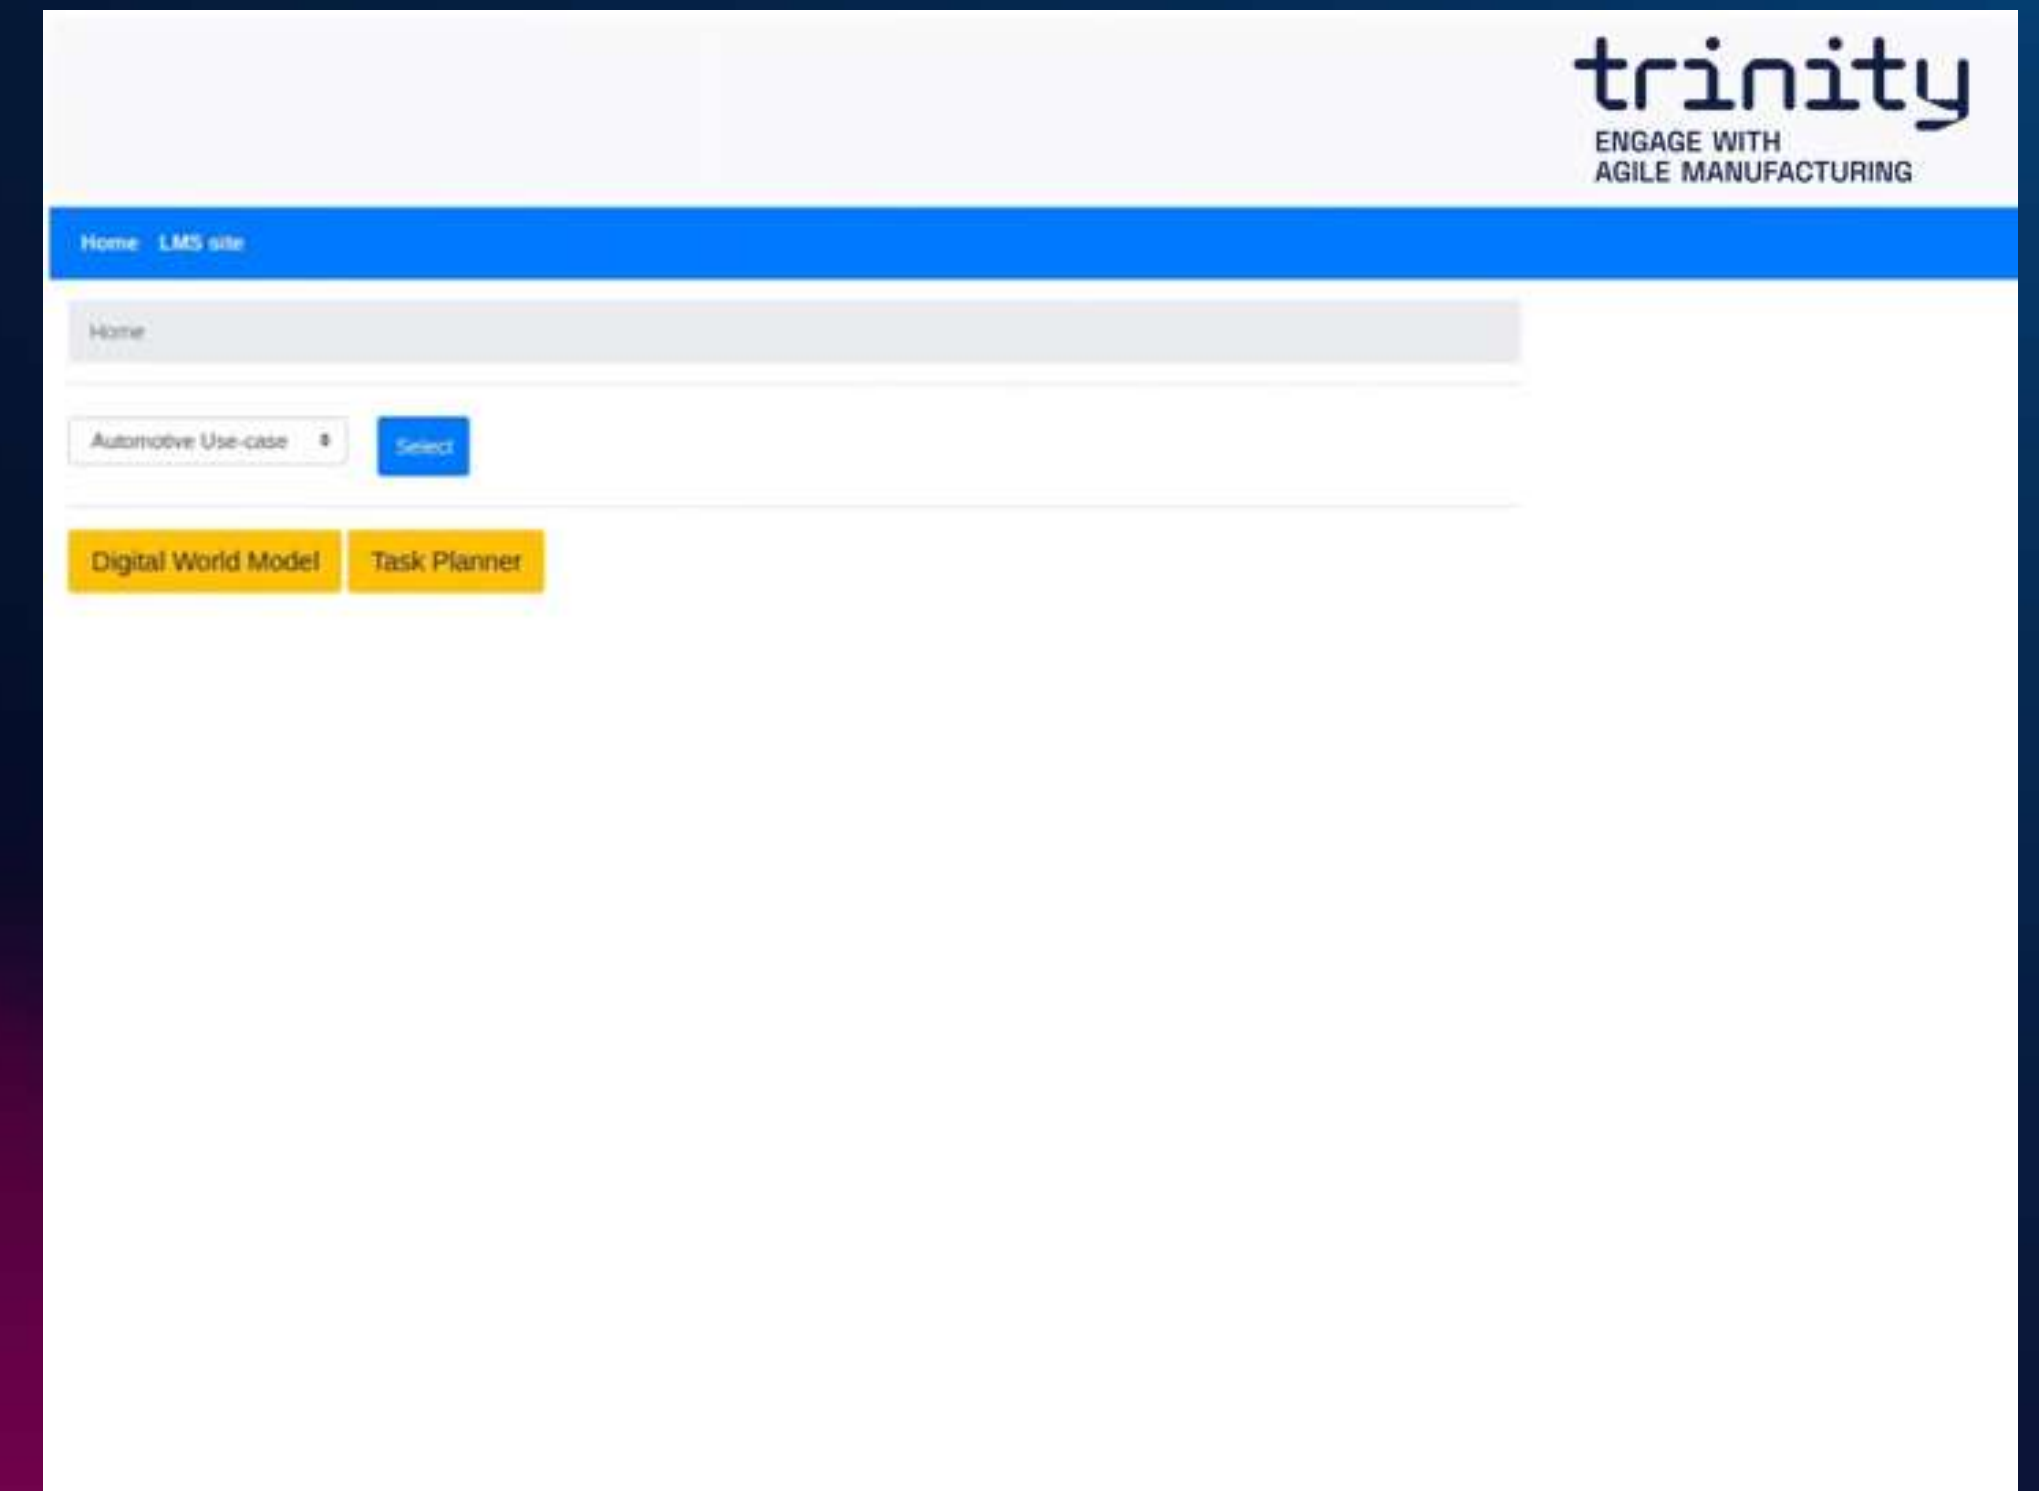 trinity
ENGAGE WITH
AGILE MANUFACTURING
Home LMS site
Home
Automotive Use-case Select
Digital World Model Task Planner